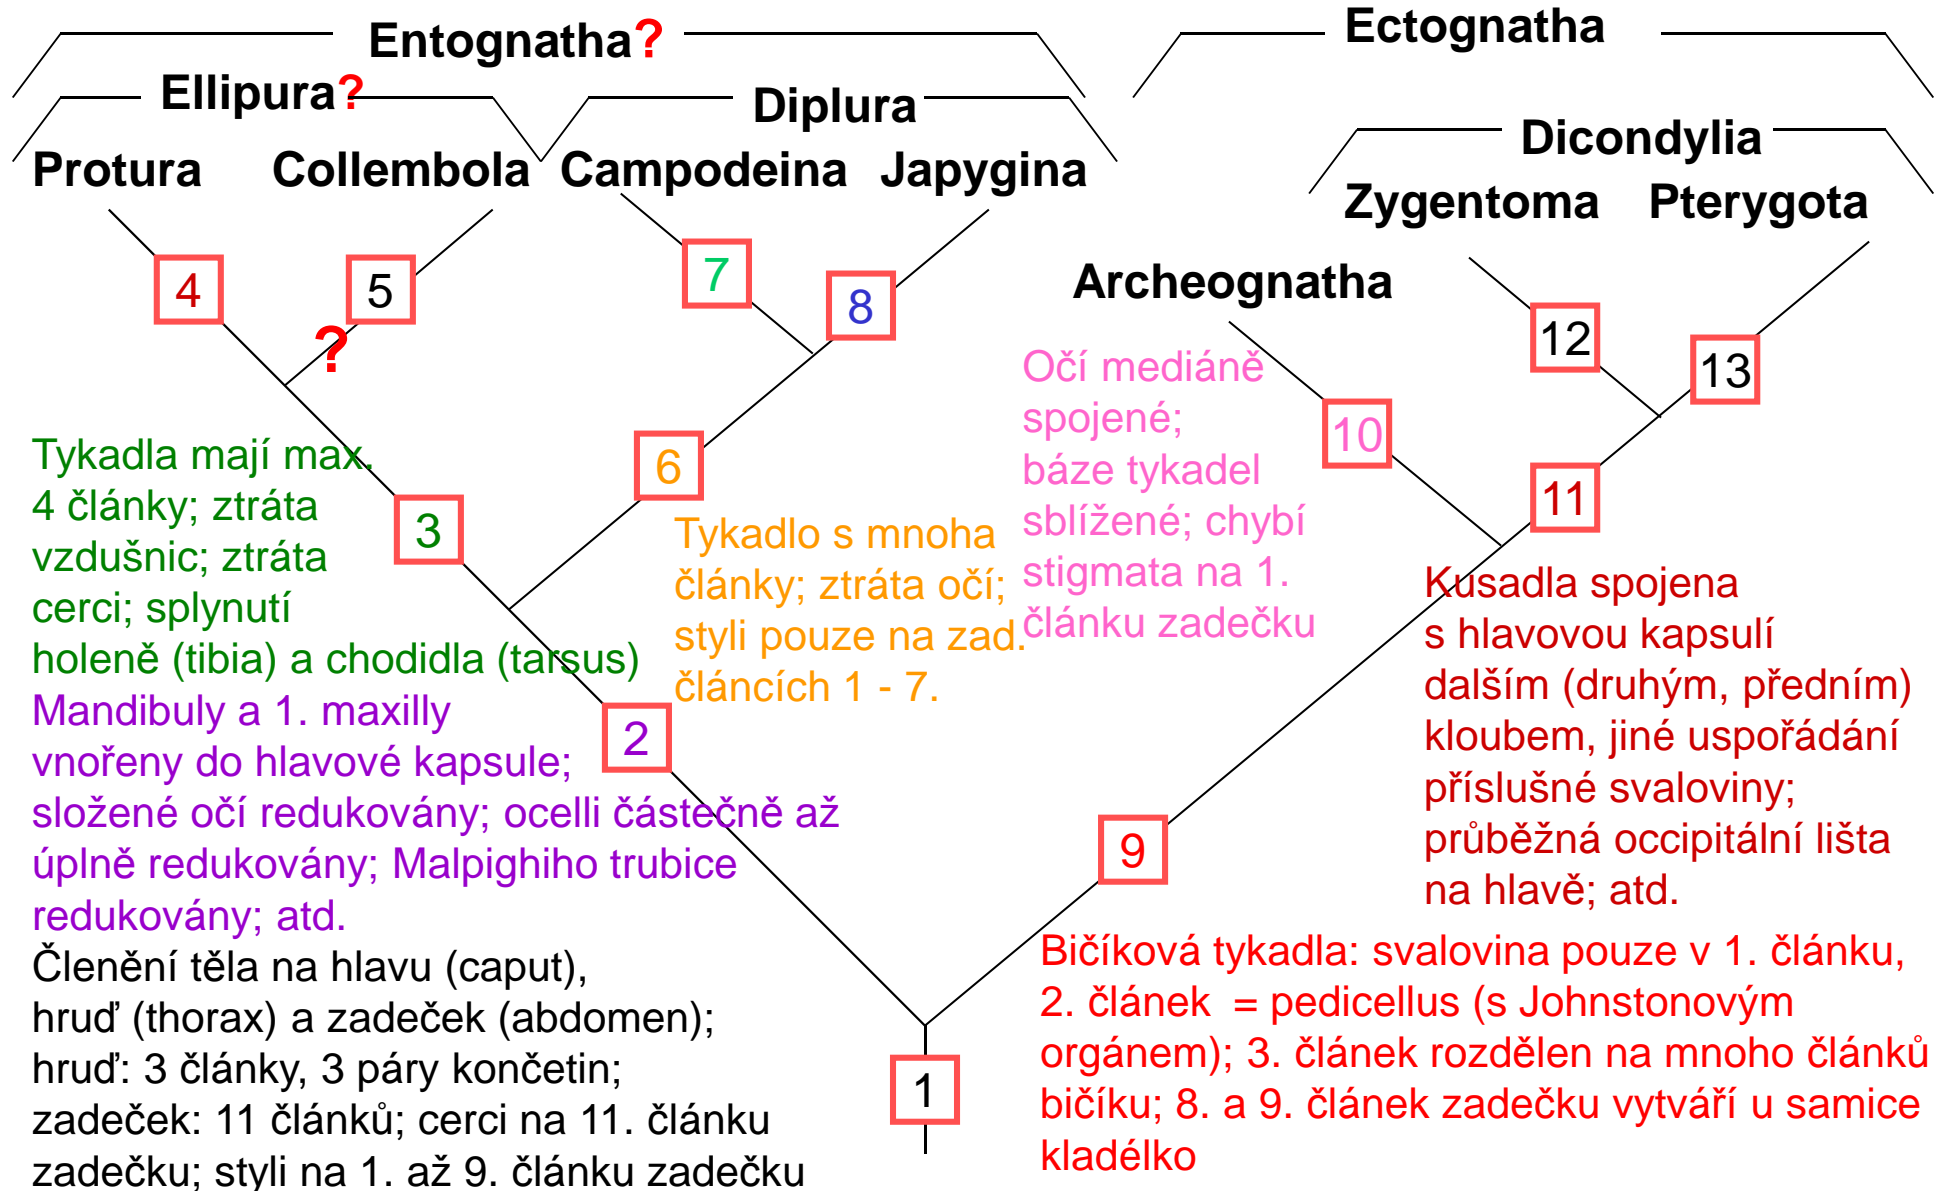 Entognatha?
Ectognatha
Ellipura?
Diplura
Dicondylia
Protura
Collembola
Campodeina
Japygina
Zygentoma
Pterygota
Archeognatha
4
5
?
7
8
12
13
10
6
11
3
2
9
1
Tykadla mají max.
4 články; ztráta
vzdušnic; ztráta
cerci; splynutí
holeně (tibia) a chodidla (tarsus)
Mandibuly a 1. maxilly
vnořeny do hlavové kapsule;
složené očí redukovány; ocelli částečně až
úplně redukovány; Malpighiho trubice
redukovány; atd.
Členění těla na hlavu (caput),
hruď (thorax) a zadeček (abdomen);
hruď: 3 články, 3 páry končetin;
zadeček: 11 článků; cerci na 11. článku
zadečku; styli na 1. až 9. článku zadečku
Tykadlo s mnoha
články; ztráta očí;
styli pouze na zad.
článcích 1 - 7.
Očí mediáně
spojené;
báze tykadel
sblížené; chybí
stigmata na 1.
článku zadečku
Kusadla spojena
s hlavovou kapsulí
dalším (druhým, předním)
kloubem, jiné uspořádání
příslušné svaloviny;
průběžná occipitální lišta
na hlavě; atd.
Bičíková tykadla: svalovina pouze v 1. článku,
2. článek = pedicellus (s Johnstonovým
orgánem); 3. článek rozdělen na mnoho článků
bičíku; 8. a 9. článek zadečku vytváří u samice
kladélko